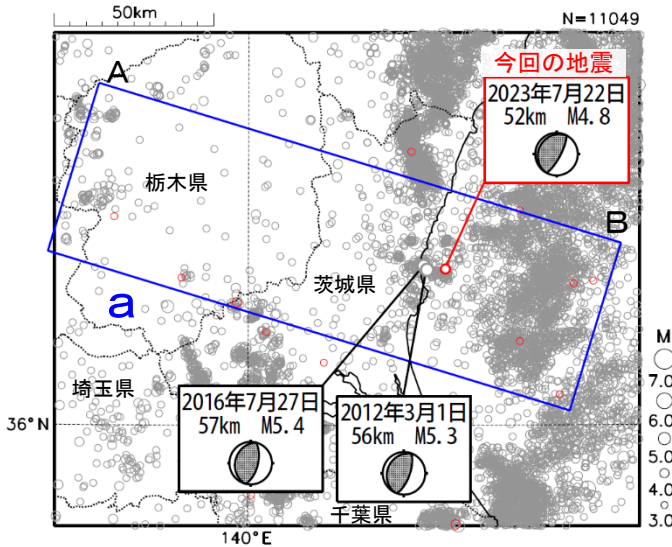 50km
N=11049
A
今回の地震
2023年7月22日
52km M4.8
栃木県
B
茨城県
a
M
7.0
埼玉県
2016年7月27日
57km M5.4
2012年3月1日
56km M5.3
36°N
6.0
5.0
4.0
3.0
千葉県
140°E